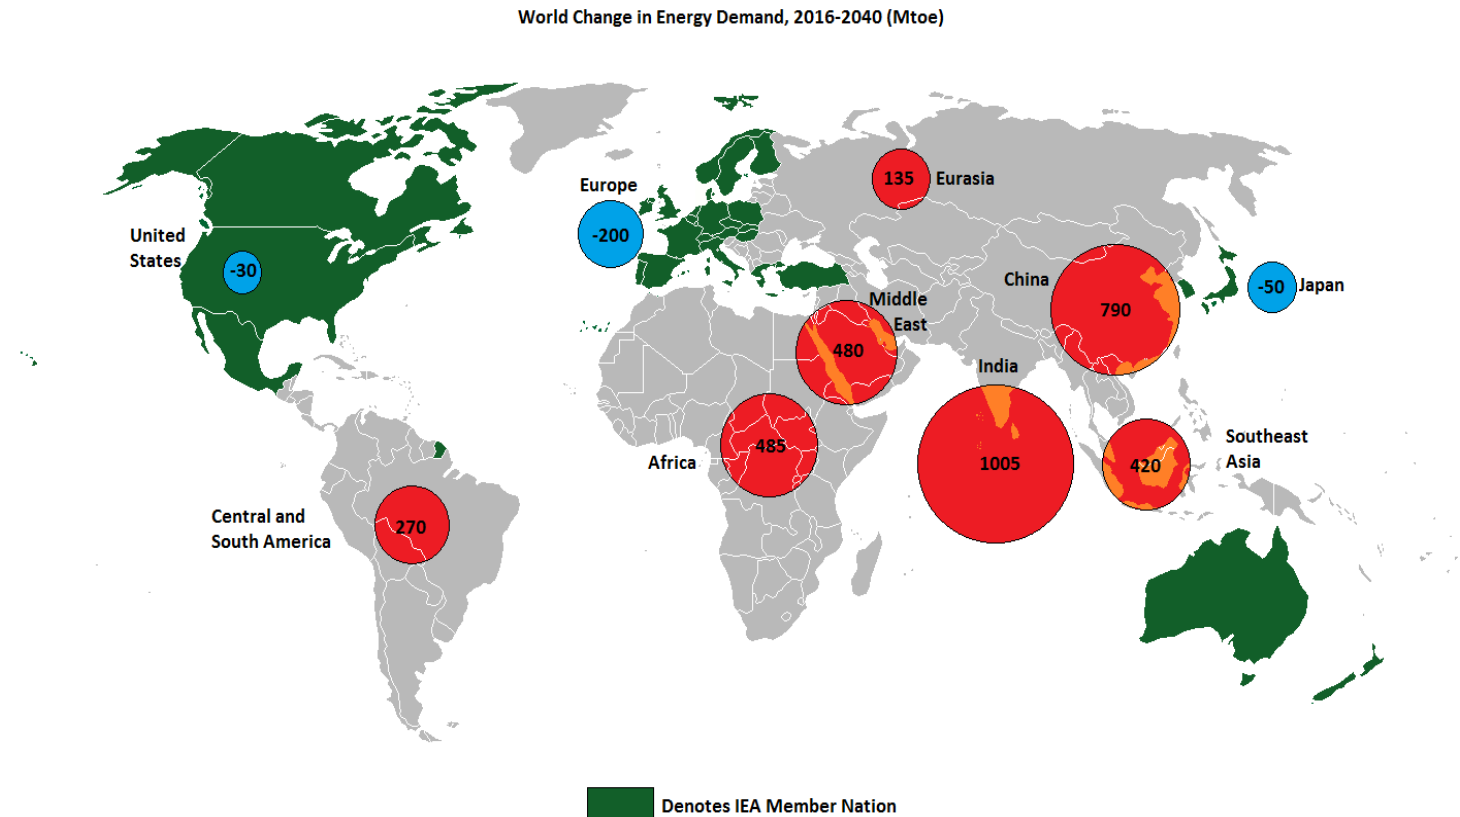 World Change in Energy Demand, 2016-2040 (Mtoe)
135
Eurasia
Europe
-200
United
States
-30
China
790
-50
Japan
Middle
East
480
India
1005
Africa
485
Southeast
Asia
420
Central and
South America
270
Denotes IEA Member Nation